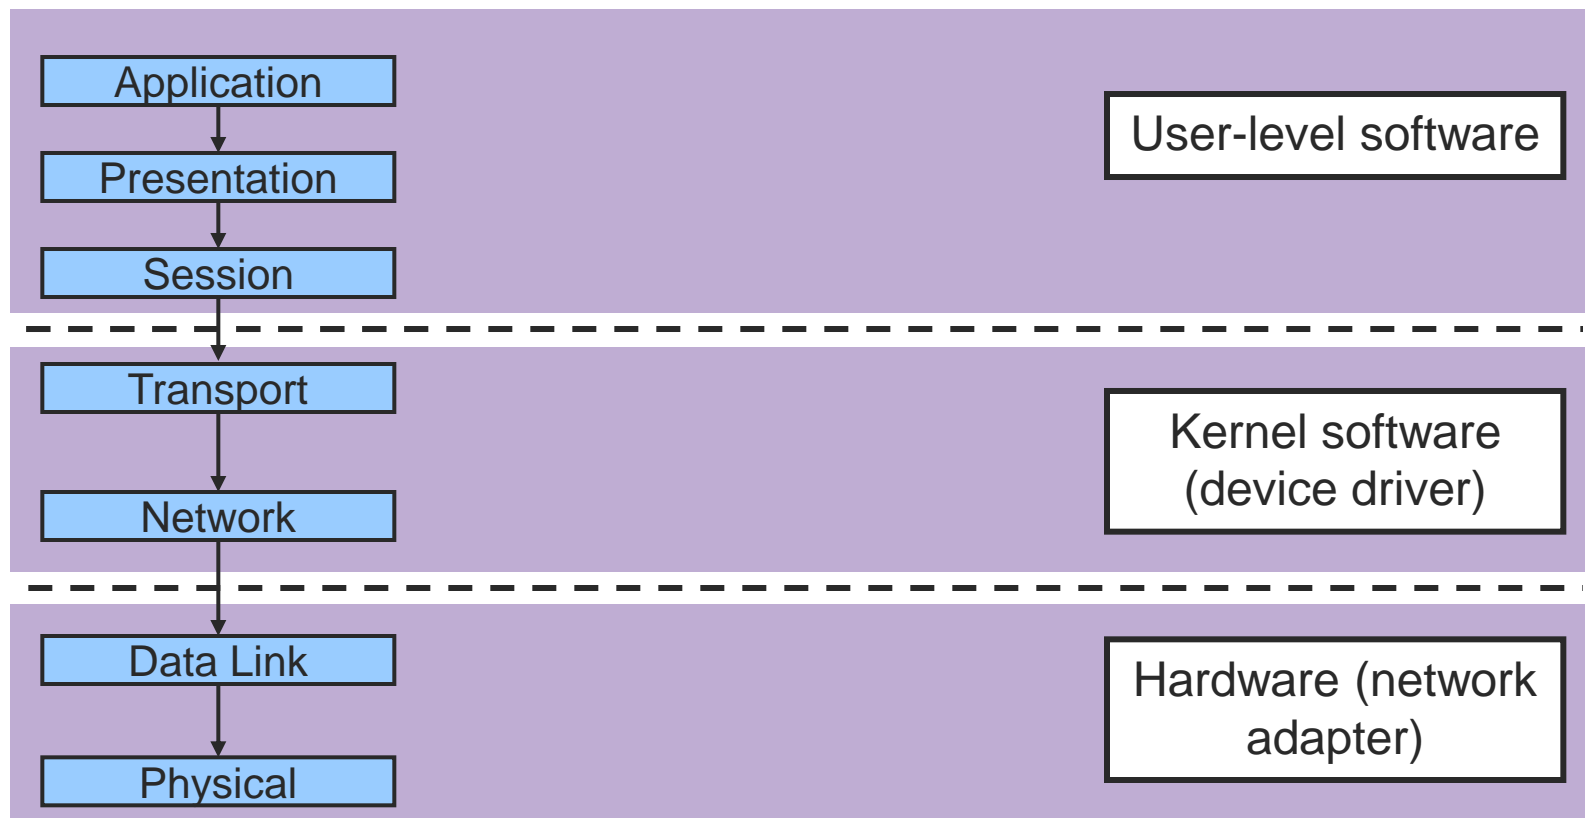 Application
Presentation
Session
User-level software
Transport
Network
Kernel software
(device driver)
Data Link
Physical
Hardware (network
adapter)